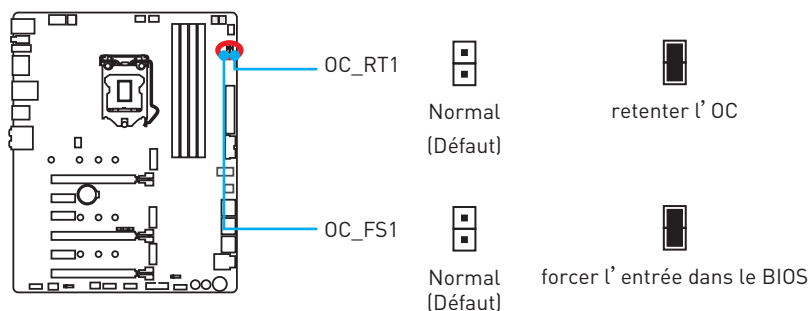 OC_RT1
Normal
(Défaut)
retenter l’OC
OC_FS1
Normal
(Défaut)
forcer l’entrée dans le BIOS